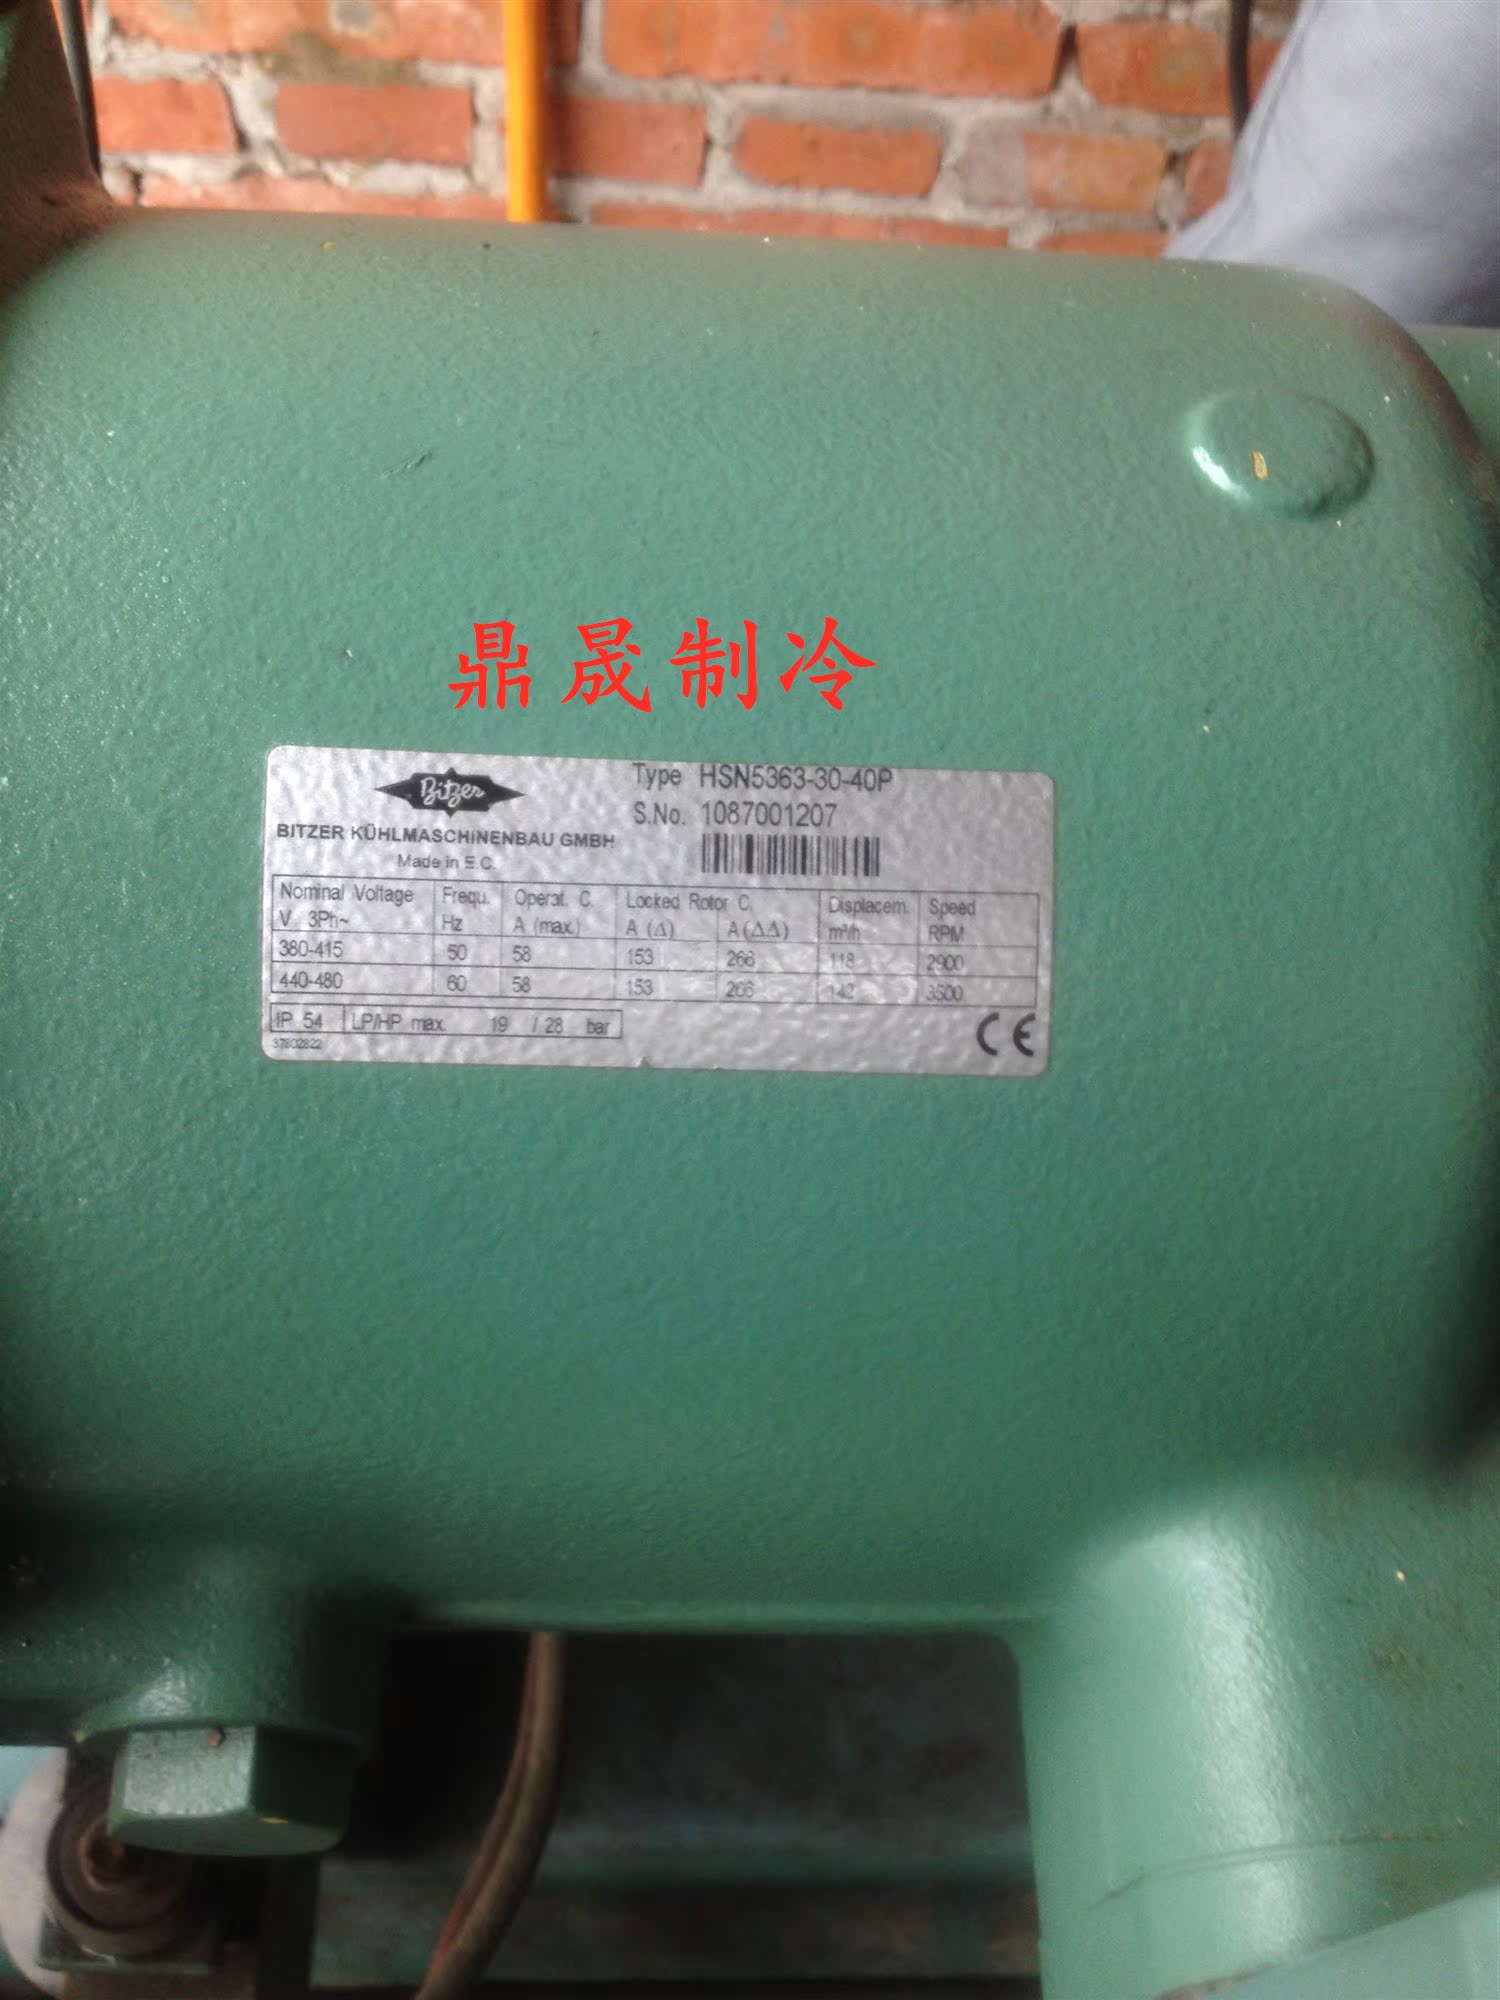 鼎晟制冷
Bitzer
BITZER KÜHLMASCHINENBAU GMBH
Made in E.C.
Type HSN5363-30-40P
S.No. 1087001207
Nominal Voltage Frequ. Operat. C. Locked Rotor C. Displacem. Speed
V 3Ph~ Hz A (max.) A (Δ) A (ΔΔ) m³/h RPM
380-415 50 58 153 266 118 2900
440-480 60 58 153 266 142 3500
IP 54 LP/HP max. 19 / 28 bar
37802822
CE